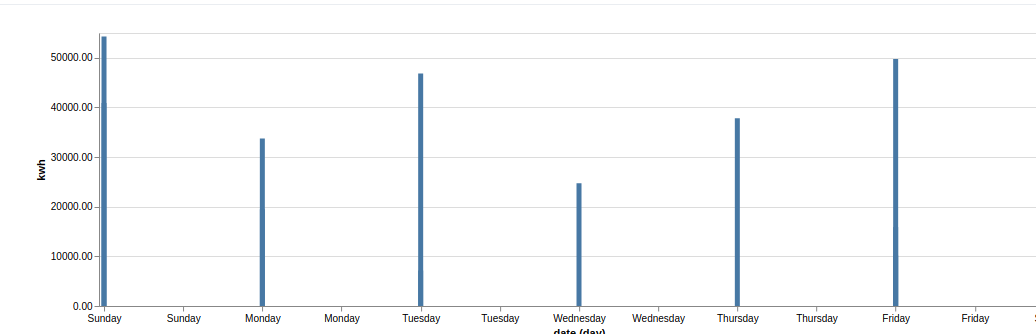 50000.00
40000.00
30000.00
20000.00
10000.00
0.00
kwh
Sunday Sunday Monday Monday Tuesday Tuesday Wednesday Wednesday Thursday Thursday Friday Friday
date (day)